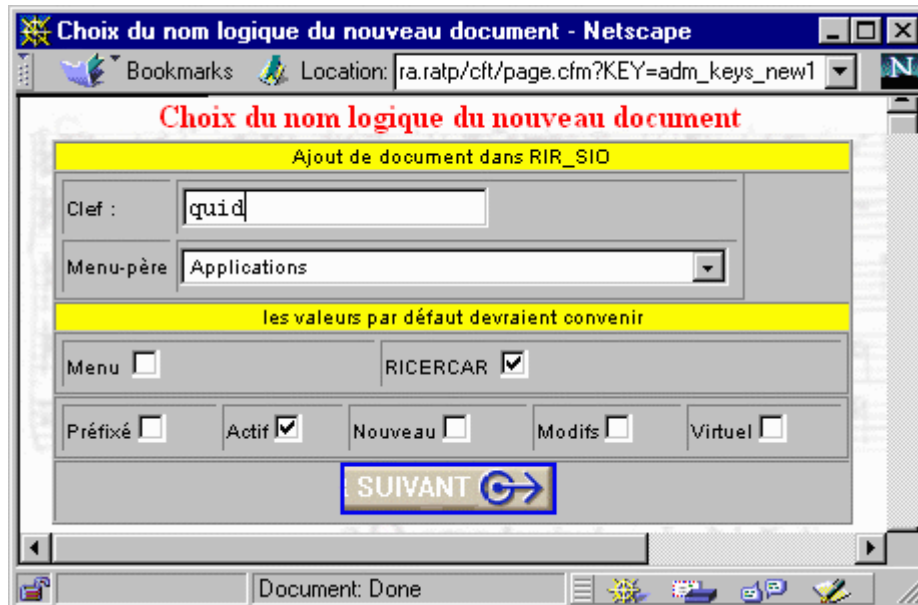 Choix du nom logique du nouveau document - Netscape
Bookmarks Location: ra.ratp/cft/page.cfm?KEY=adm_keys_new1 N
Choix du nom logique du nouveau document
Ajout de document dans RIR_SIO
Clef : quid
Menu-père Applications
les valeurs par défaut devraient convenir
Menu RICERCAR
Préfixé Actif Nouveau Modifs Virtuel
SUIVANT
Document: Done